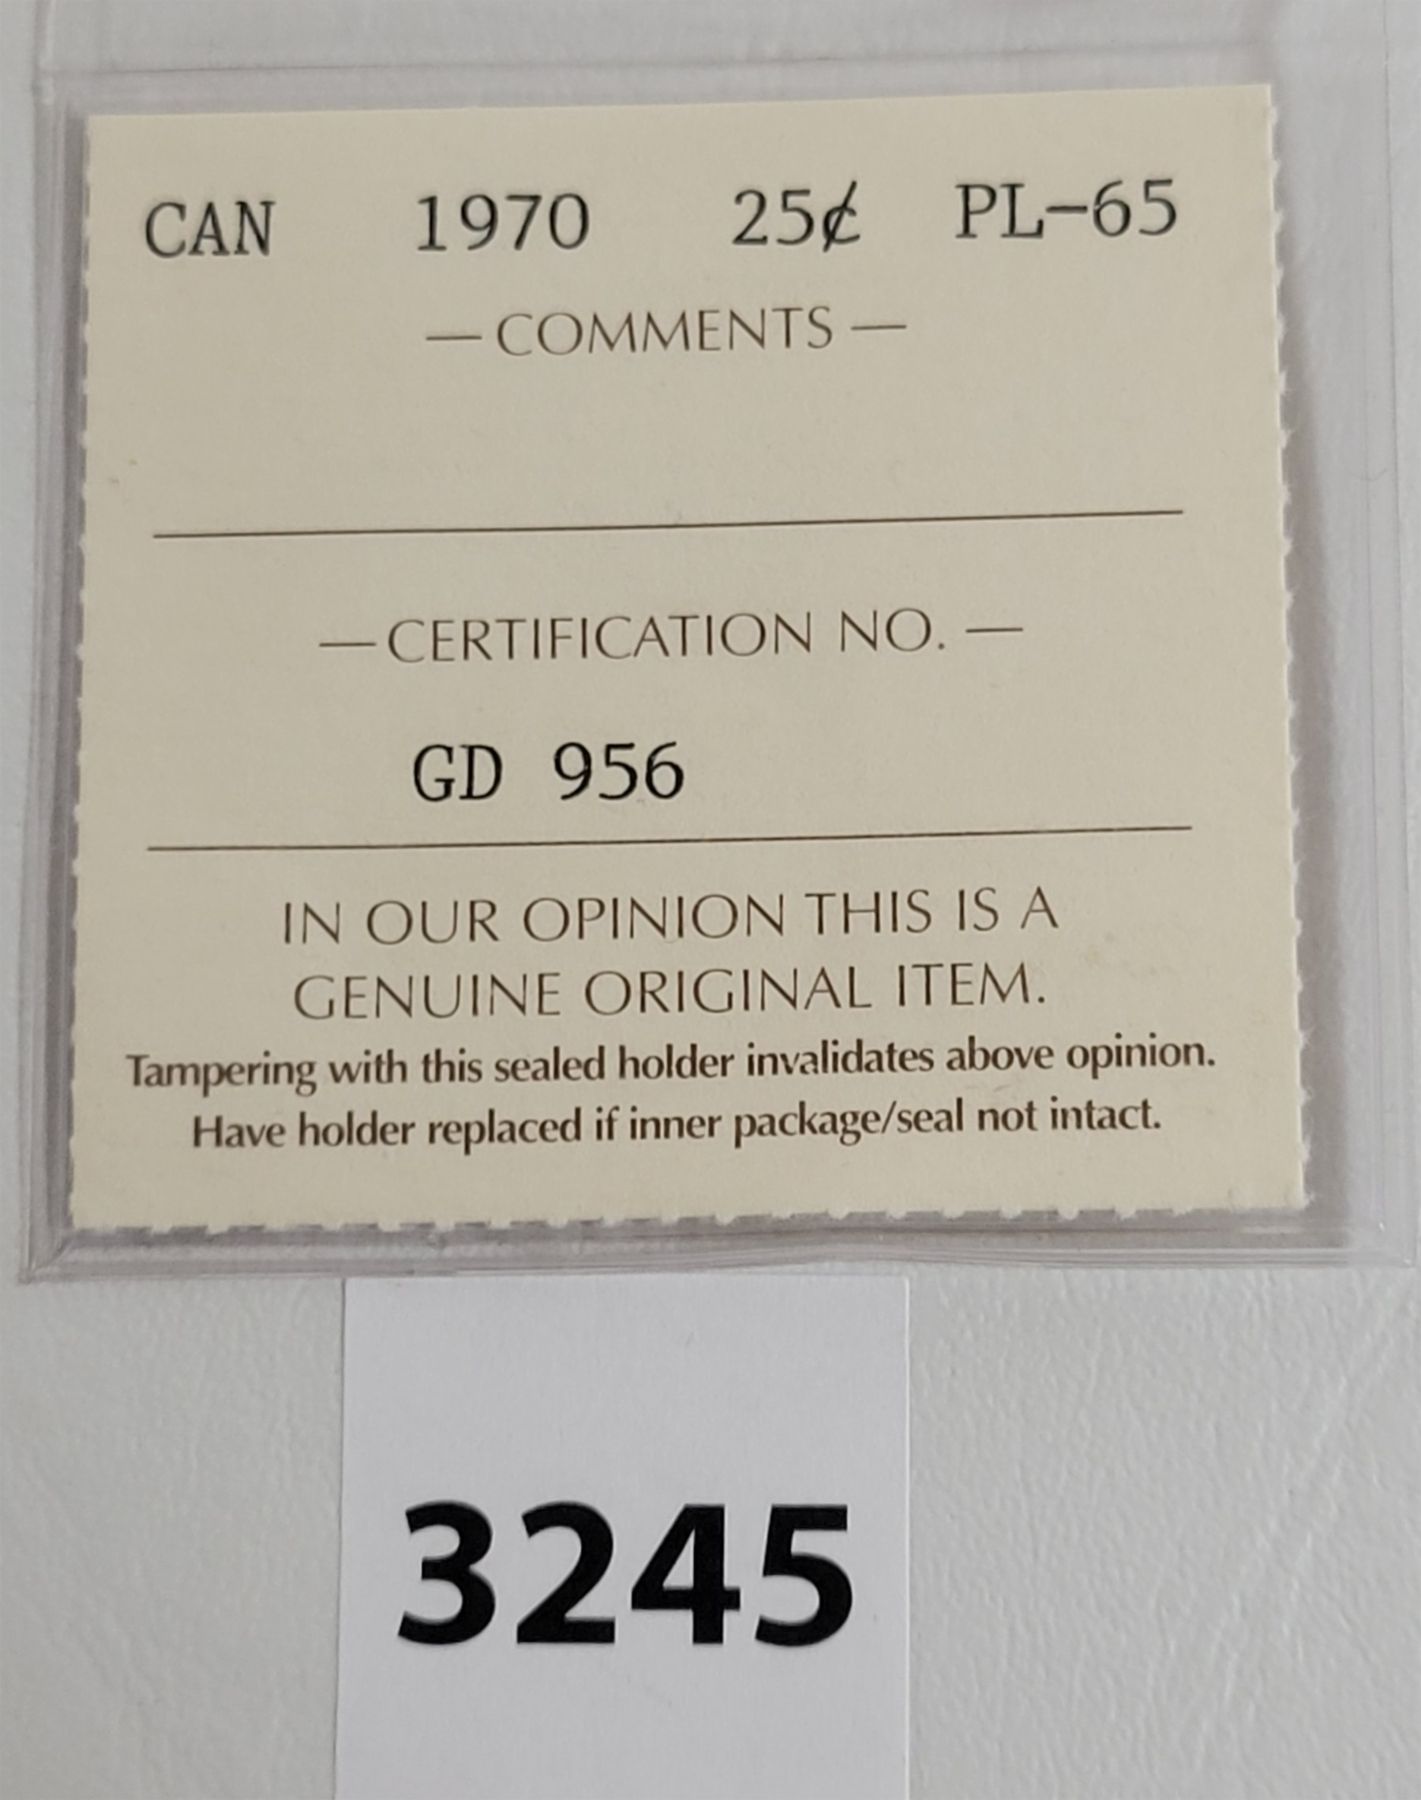 CAN 1970 25¢ PL-65
— COMMENTS —
— CERTIFICATION NO. —
GD 956
IN OUR OPINION THIS IS A
GENUINE ORIGINAL ITEM.
Tampering with this sealed holder invalidates above opinion.
Have holder replaced if inner package/seal not intact.
3245